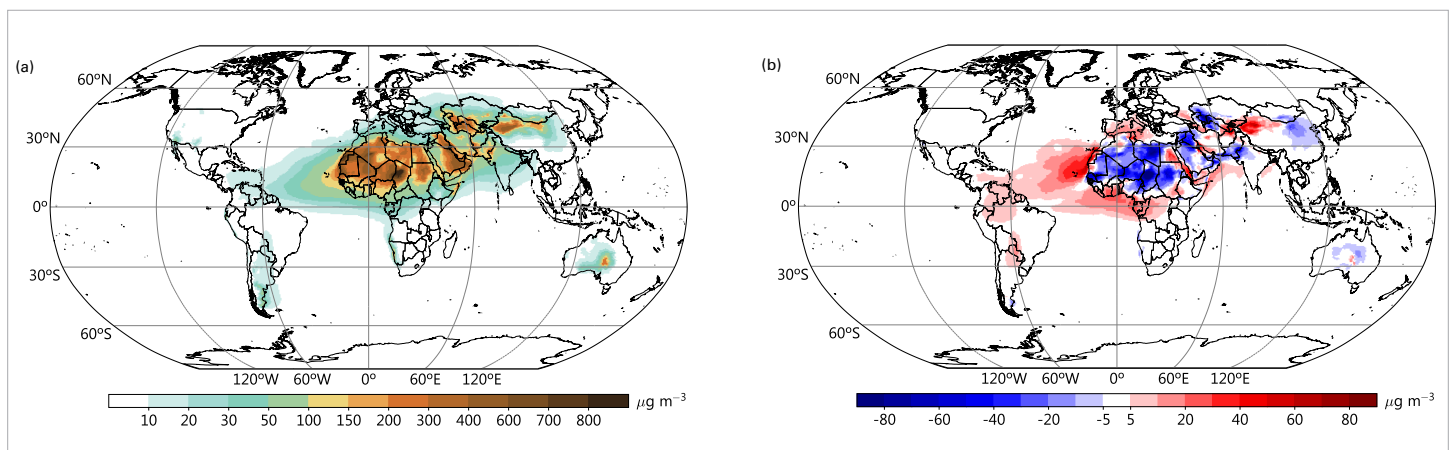 (a)
60ºN
30ºN
0º
30ºS
60ºS
120ºW 60ºW 0º 60ºE 120ºE
10 20 30 50 100 150 200 300 400 600 700 800 μg m⁻³
(b)
60ºN
30ºN
0º
30ºS
60ºS
120ºW 60ºW 0º 60ºE 120ºE
-80 -60 -40 -20 -5 5 20 40 60 80 μg m⁻³